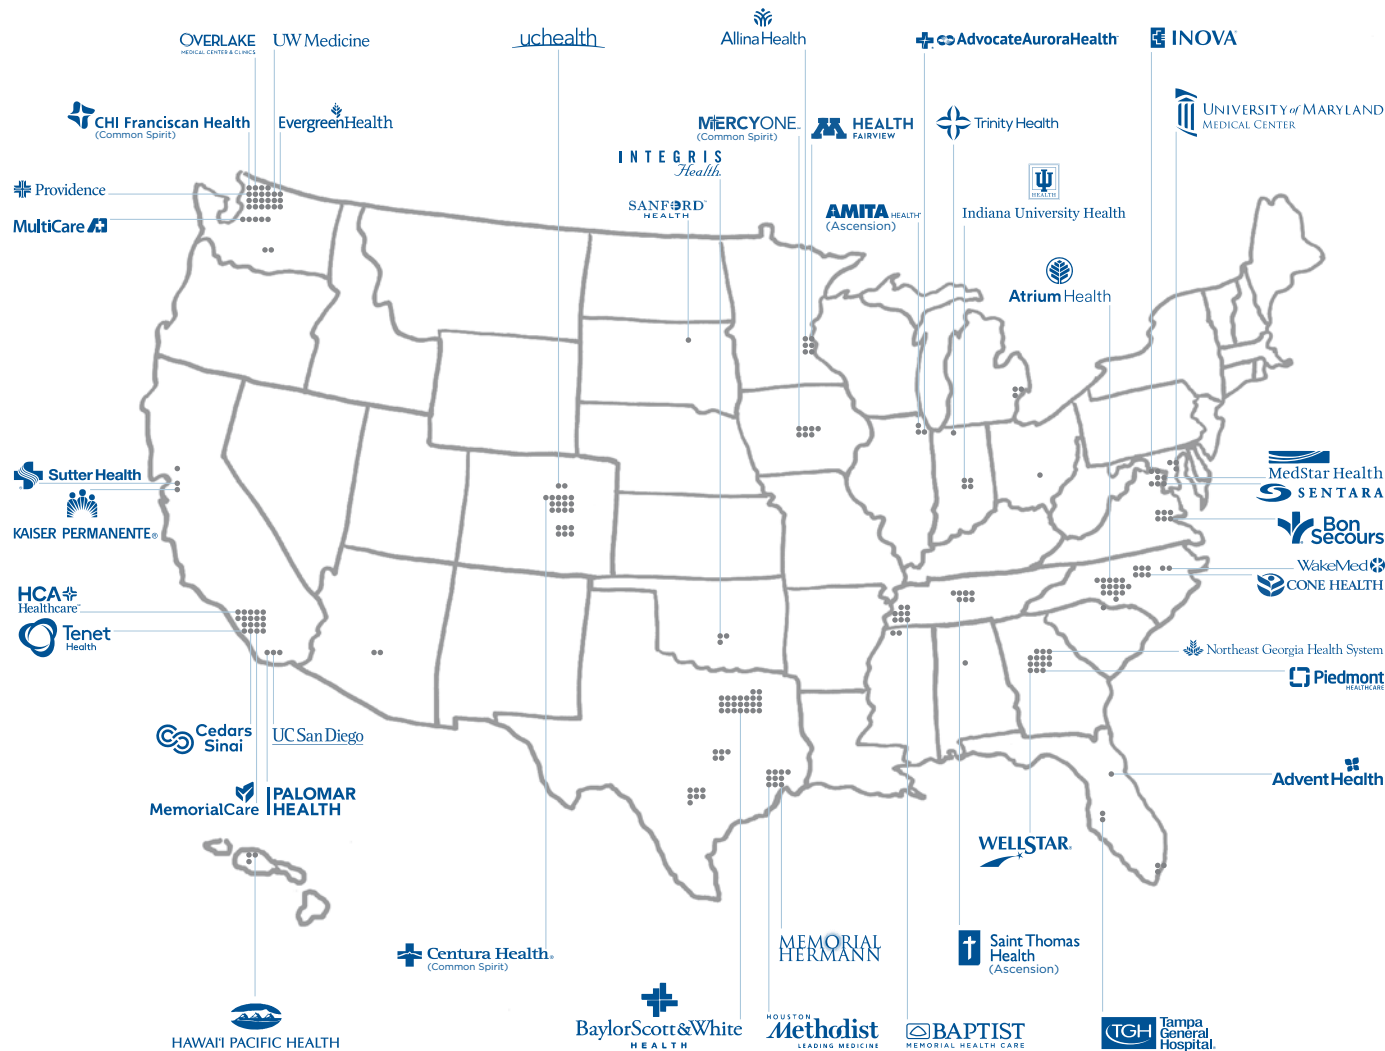 OVERLAKE
MEDICAL CENTER & CLINICS
UW Medicine
uchealth
Allina Health
AdvocateAuroraHealth
INOVA
CHI Franciscan Health
(Common Spirit)
EvergreenHealth
MERCYONE
(Common Spirit)
M HEALTH
FAIRVIEW
Trinity Health
UNIVERSITY of MARYLAND
MEDICAL CENTER
INTEGRIS
Health
Providence
SANFORD
HEALTH
AMITA HEALTH
(Ascension)
HEALTH
Indiana University Health
MultiCare
Atrium Health
Sutter Health
KAISER PERMANENTE®
MedStar Health
SENTARA
Bon
Secours
WakeMed
CONE HEALTH
HCA
Healthcare™
Tenet
Health
Northeast Georgia Health System
Piedmont
HEALTHCARE
Cedars
Sinai
UC San Diego
AdventHealth
MemorialCare
PALOMAR
HEALTH
WELLSTAR®
Centura Health®
(Common Spirit)
MEMORIAL
HERMANN
Saint Thomas
Health
(Ascension)
HAWAI'I PACIFIC HEALTH
BaylorScott&White
HEALTH
HOUSTON
Methodist
LEADING MEDICINE
BAPTIST
MEMORIAL HEALTH CARE
TGH
Tampa
General
Hospital®